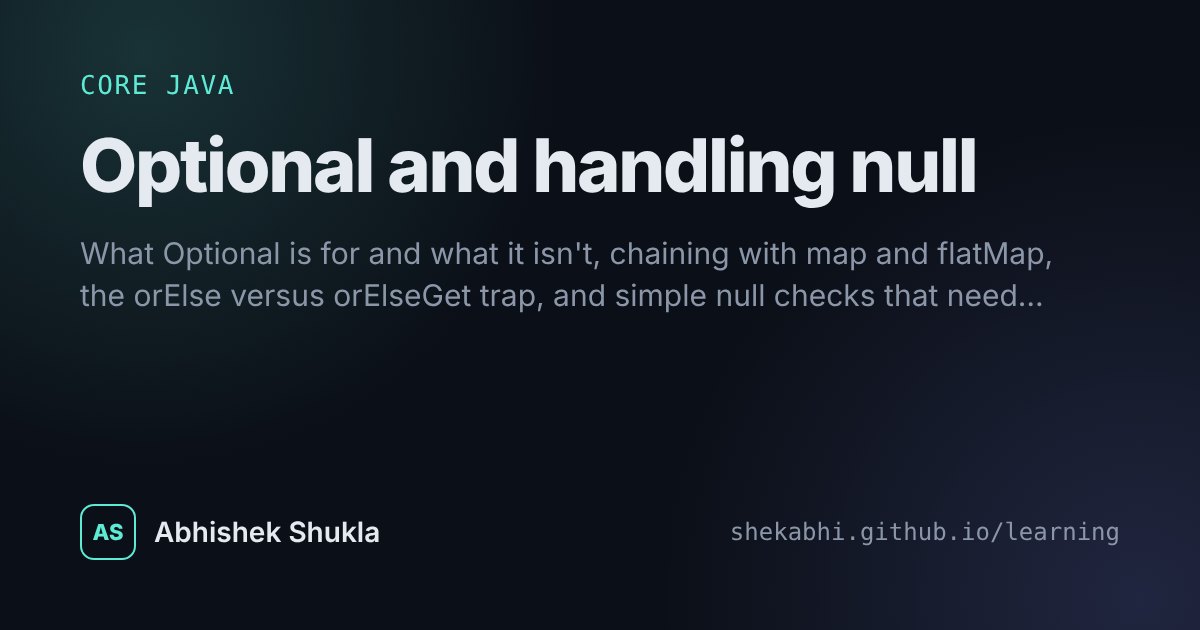 CORE JAVA
Optional and handling null
What Optional is for and what it isn't, chaining with map and flatMap,
the orElse versus orElseGet trap, and simple null checks that need...
AS Abhishek Shukla
shekabhi.github.io/learning